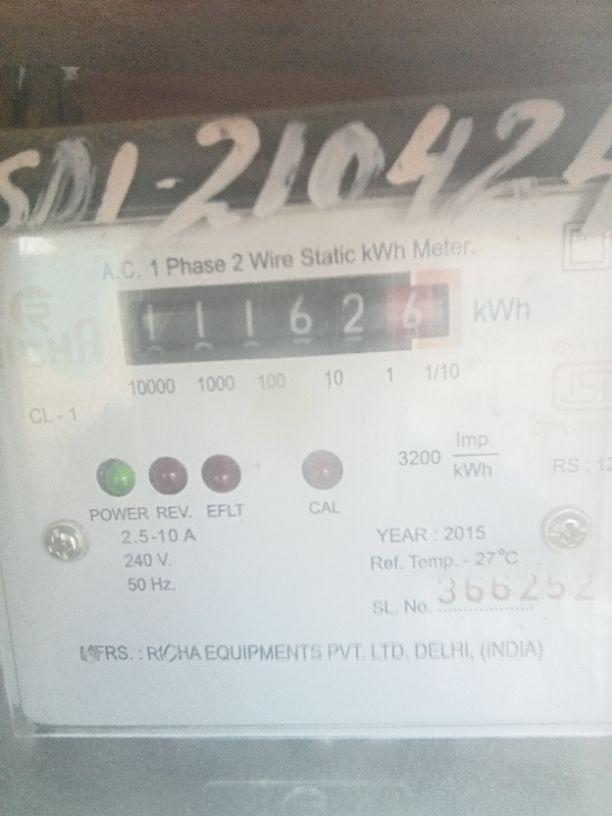 SDI-210424
A.C. 1 Phase 2 Wire Static kWh Meter.
1 1 1 6 2 6 kWh
10000 1000 100 10 1 1/10
CL-1
3200 Imp/kWh
RS : 12
POWER REV. EFLT CAL
2.5-10 A
240 V.
50 Hz.
YEAR : 2015
Ref. Temp. - 27°C
SL. No. 366252
MFRS. : RICHA EQUIPMENTS PVT. LTD. DELHI, (INDIA)